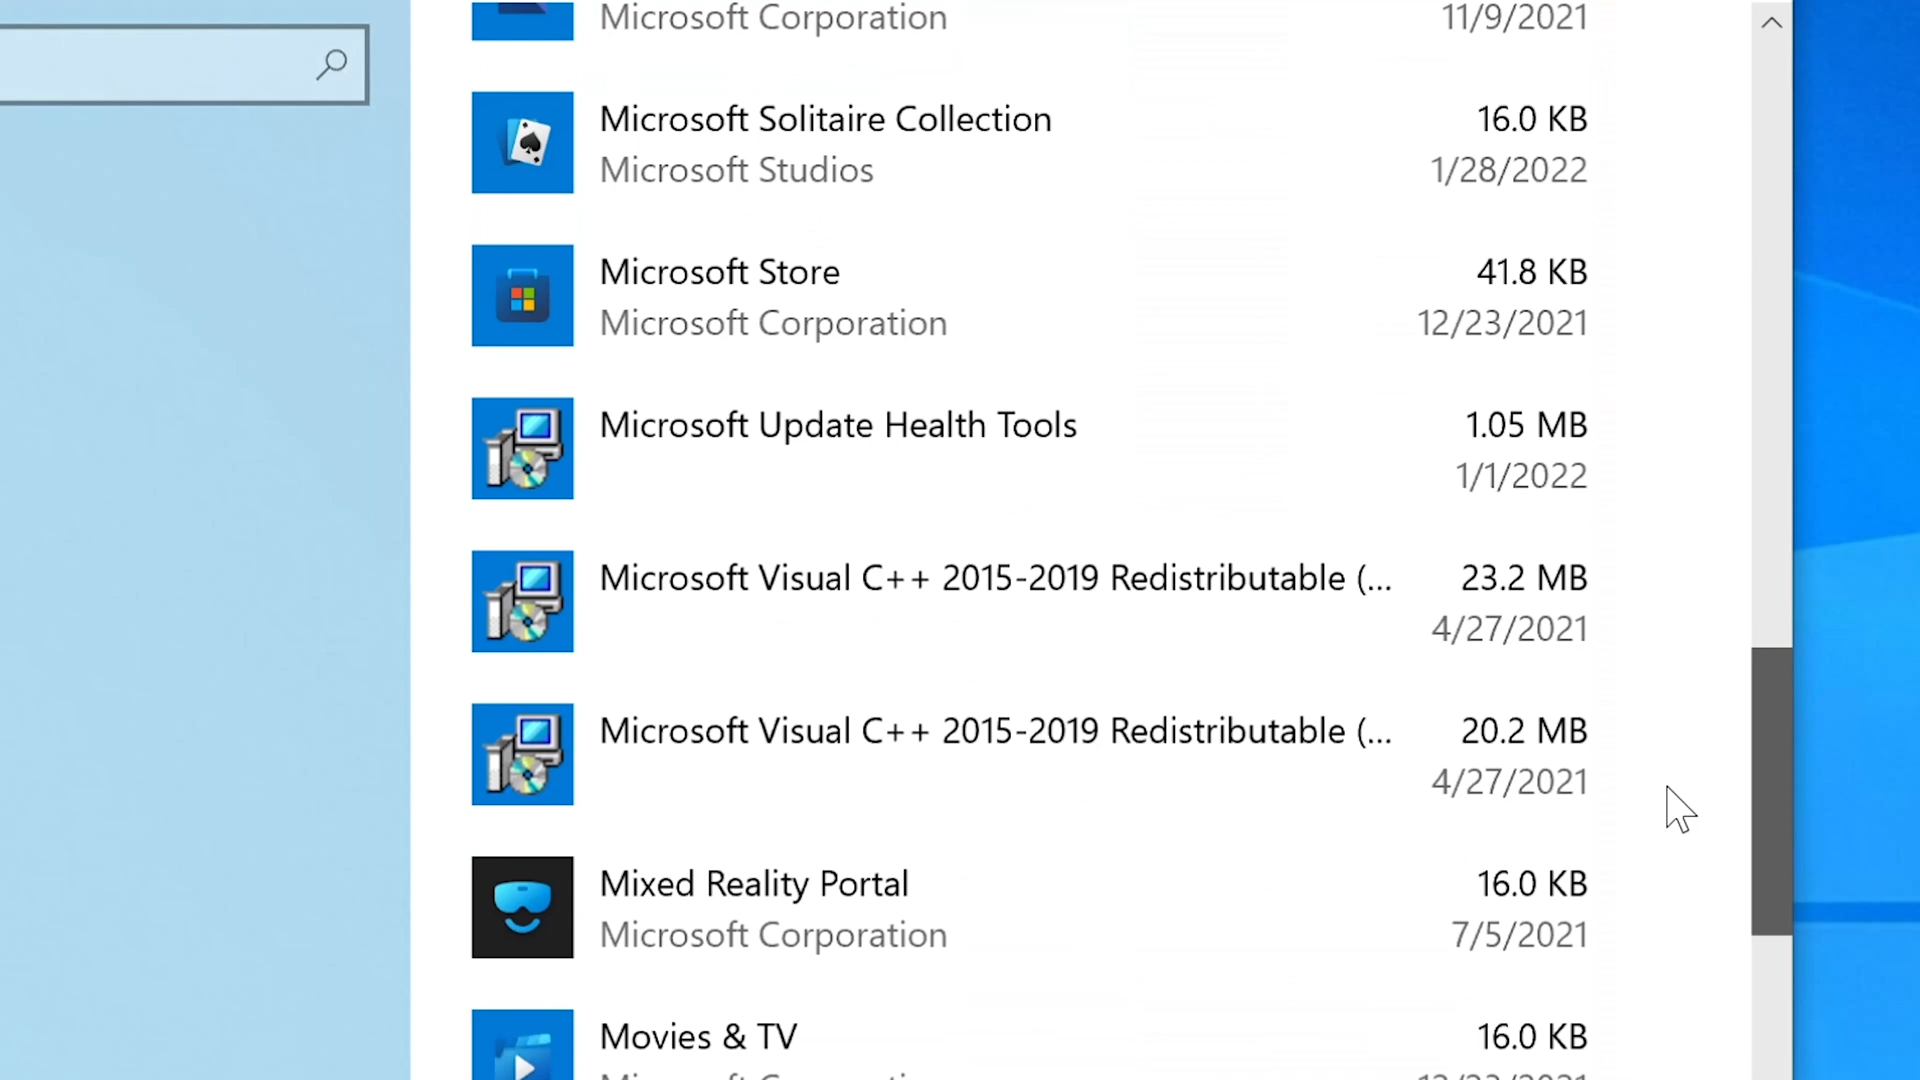 Microsoft Corporation 11/9/2021
Microsoft Solitaire Collection 16.0 KB
Microsoft Studios 1/28/2022
Microsoft Store 41.8 KB
Microsoft Corporation 12/23/2021
Microsoft Update Health Tools 1.05 MB
1/1/2022
Microsoft Visual C++ 2015-2019 Redistributable (... 23.2 MB
4/27/2021
Microsoft Visual C++ 2015-2019 Redistributable (... 20.2 MB
4/27/2021
Mixed Reality Portal 16.0 KB
Microsoft Corporation 7/5/2021
Movies & TV 16.0 KB